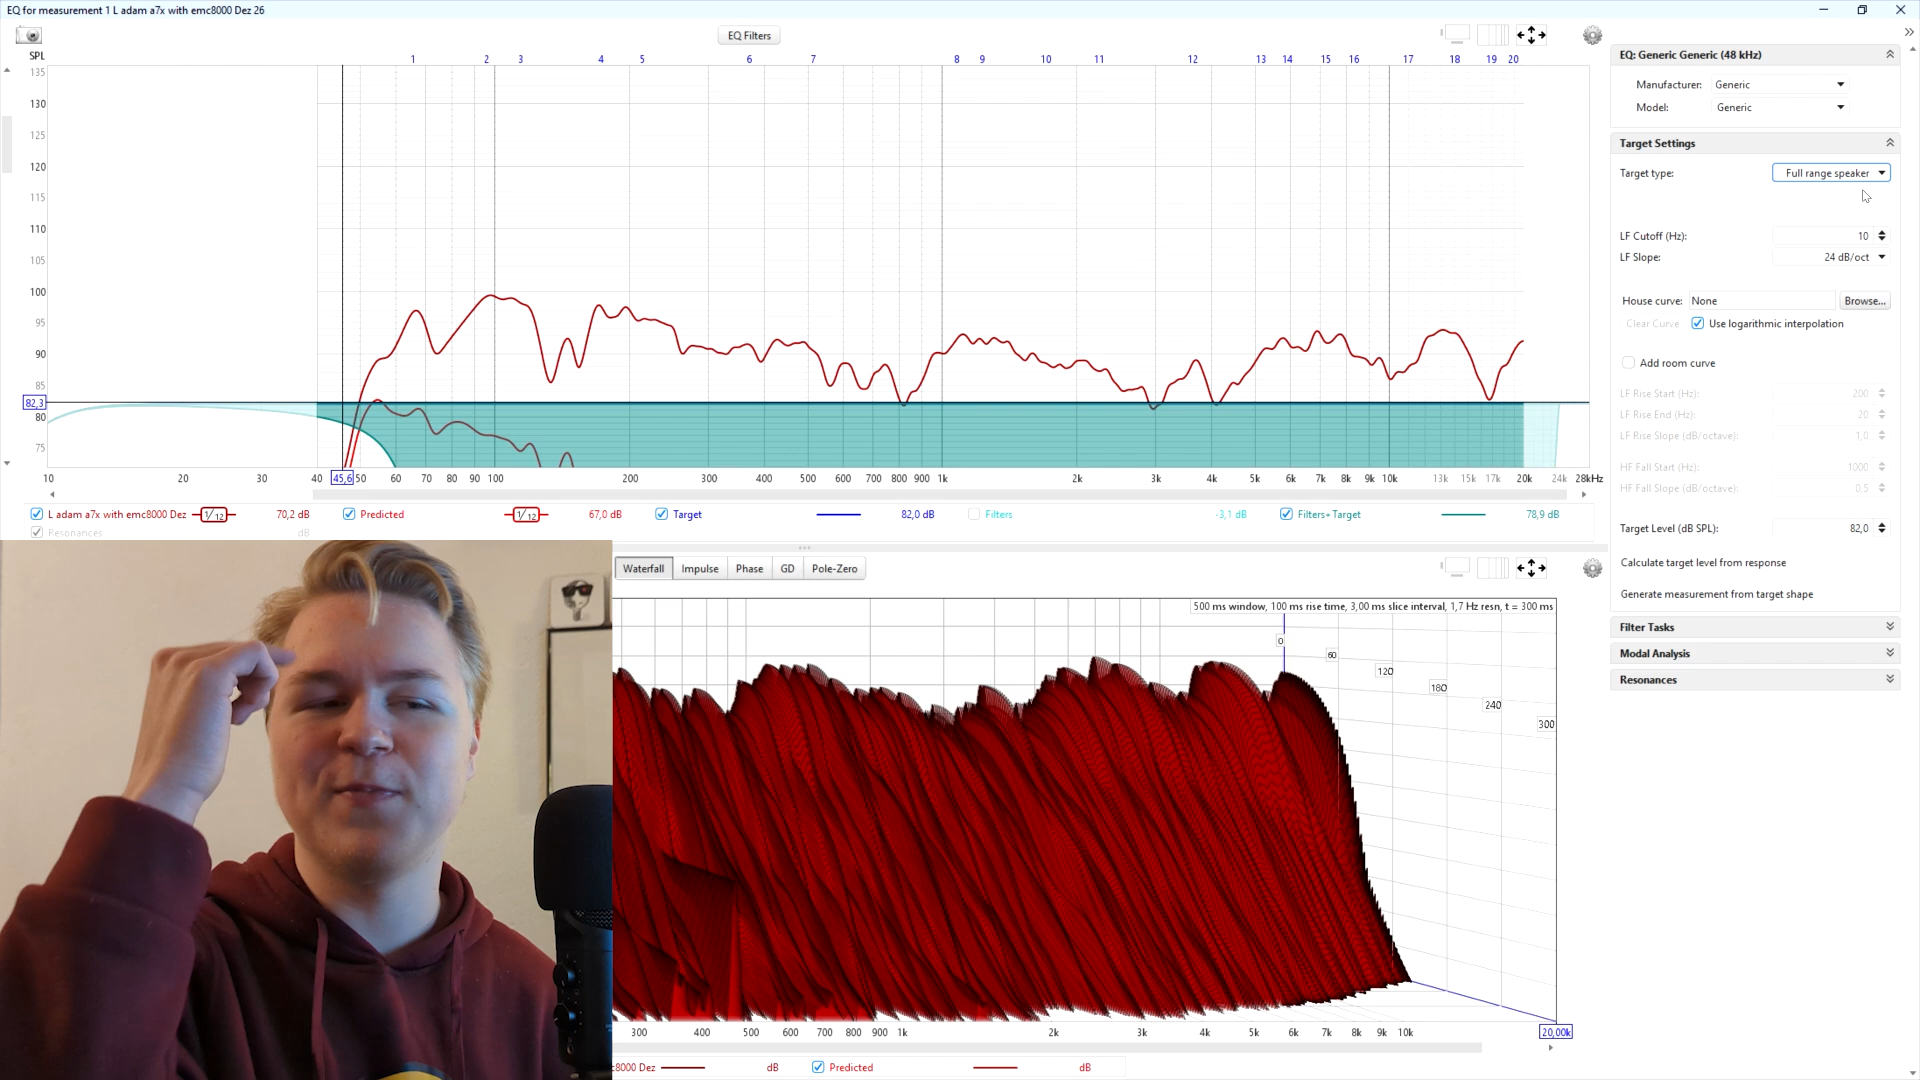 EQ for measurement 1 L adam a7x with emc8000 Dez 26
EQ Filters
SPL
1 2 3 4 5 6 7 8 9 10 11 12 13 14 15 16 17 18 19 20
135
130
125
120
115
110
105
100
95
90
85
82,3
80
75
10 20 30 40 45,6 50 60 70 80 90 100 200 300 400 500 600 700 800 900 1k 2k 3k 4k 5k 6k 7k 8k 9k 10k 13k 15k 17k 20k 24k 28kHz
L adam a7x with emc8000 Dez 1/12 70,2 dB Predicted 1/12 67,0 dB Target 82,0 dB Filters -3,1 dB Filters+Target 78,9 dB
Resonances dB
EQ: Generic Generic (48 kHz)
Manufacturer: Generic
Model: Generic
Target Settings
Target type: Full range speaker
LF Cutoff (Hz): 10
LF Slope: 24 dB/oct
House curve: None Browse...
Clear Curve Use logarithmic interpolation
Add room curve
LF Rise Start (Hz): 200
LF Rise End (Hz): 20
LF Rise Slope (dB/octave): 1,0
HF Fall Start (Hz): 1000
HF Fall Slope (dB/octave): 0,5
Target Level (dB SPL): 82,0
Calculate target level from response
Generate measurement from target shape
Filter Tasks
Modal Analysis
Resonances
Waterfall Impulse Phase GD Pole-Zero
500 ms window, 100 ms rise time, 3,00 ms slice interval, 1,7 Hz resn, t = 300 ms
0
60
120
180
240
300
300 400 500 600 700 800 900 1k 2k 3k 4k 5k 6k 7k 8k 9k 10k 20,00k
c8000 Dez dB Predicted dB